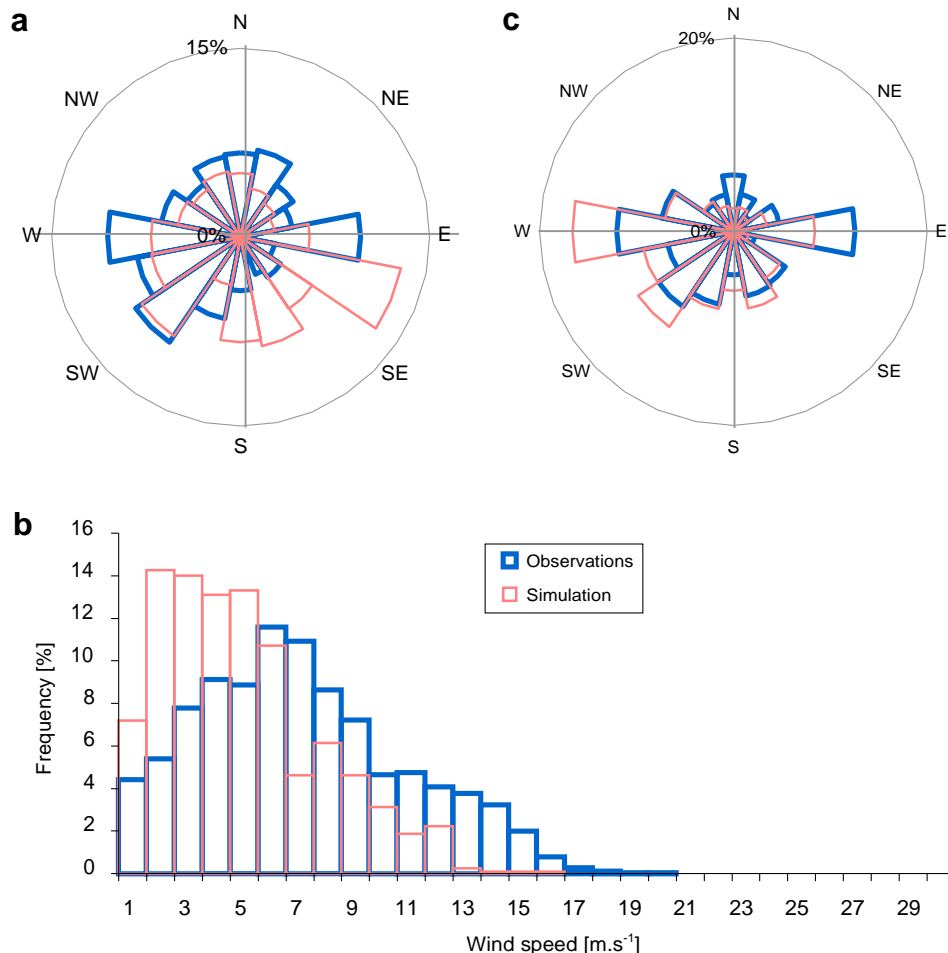 a
N
15%
NW
NE
W
0%
E
SW
SE
S
c
N
20%
NW
NE
W
0%
E
SW
SE
S
b
16
14
12
10
8
6
4
2
0
Frequency [%]
Observations
Simulation
1 3 5 7 9 11 13 15 17 19 21 23 25 27 29
Wind speed [m.s-1]